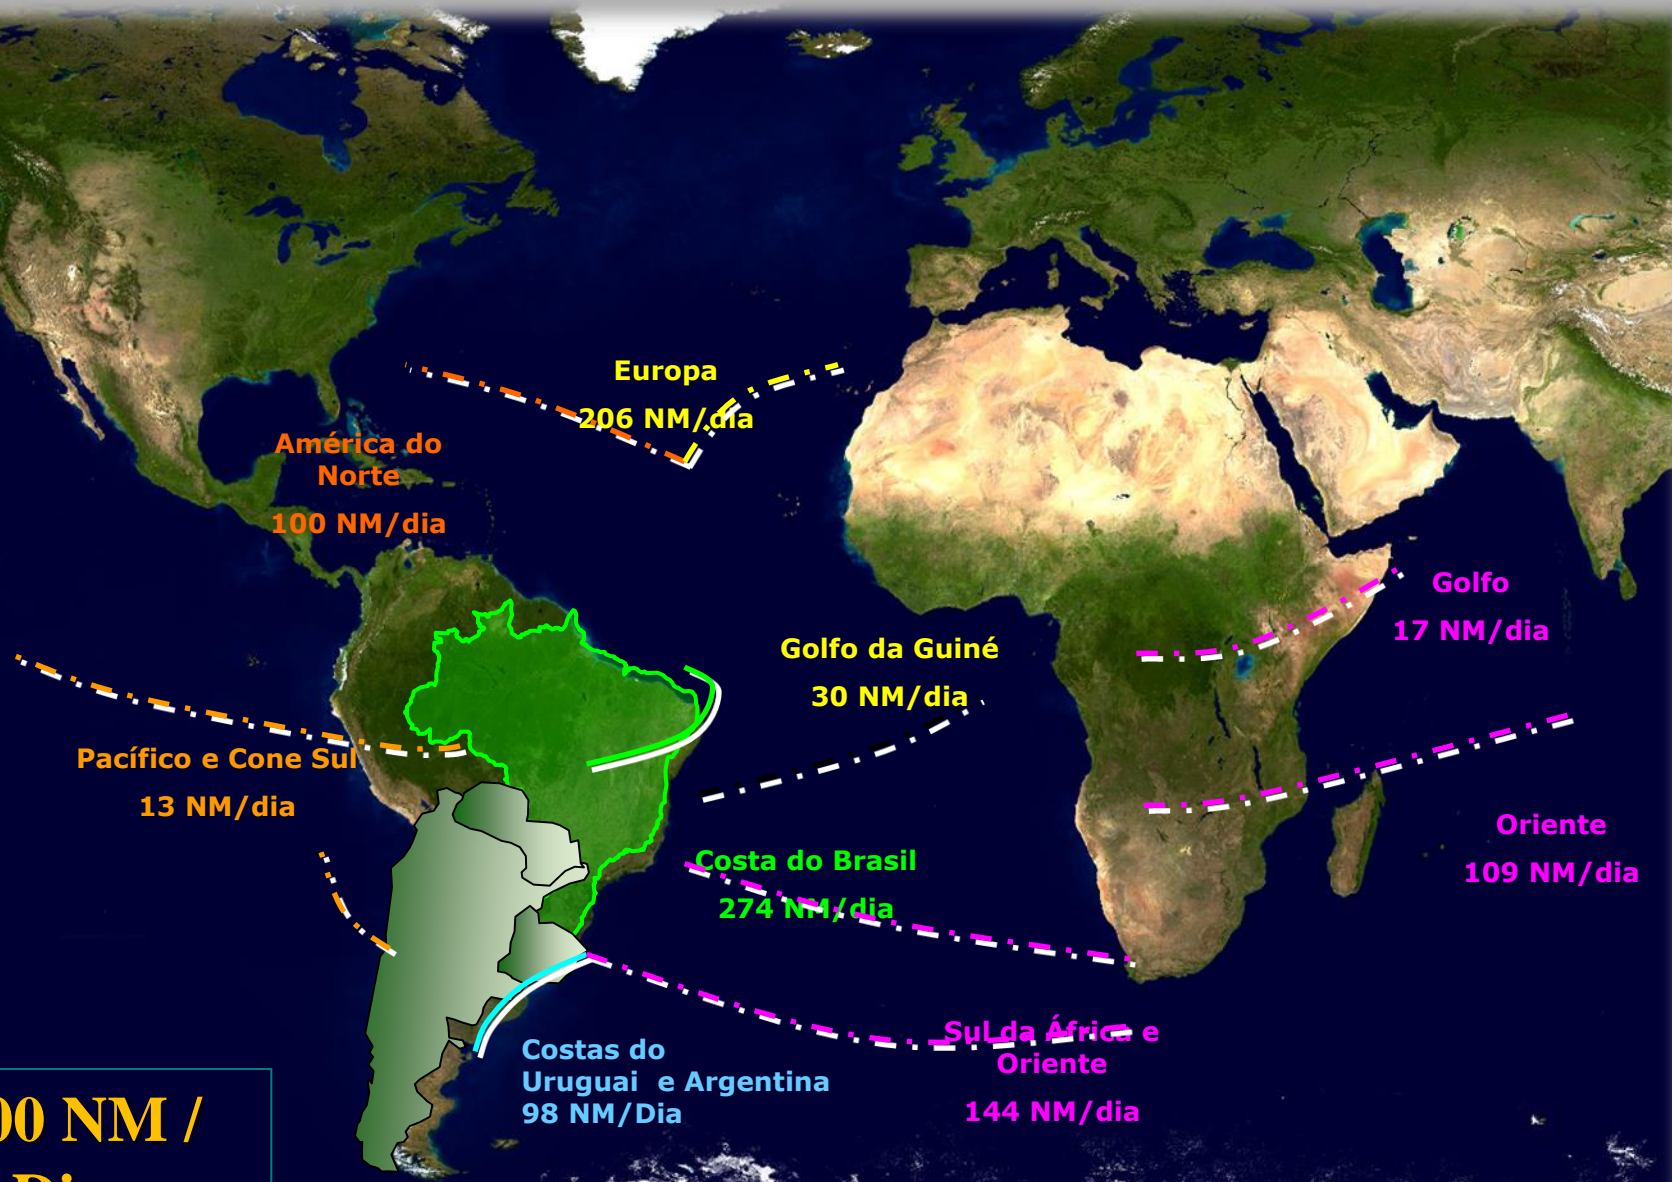 Europa
206 NM/dia
América do
Norte
100 NM/dia
Golfo
17 NM/dia
Golfo da Guiné
30 NM/dia
Pacífico e Cone Sul
13 NM/dia
Oriente
109 NM/dia
Costa do Brasil
274 NM/dia
Sul da África e
Oriente
144 NM/dia
Costas do
Uruguai e Argentina
98 NM/Dia
00 NM /